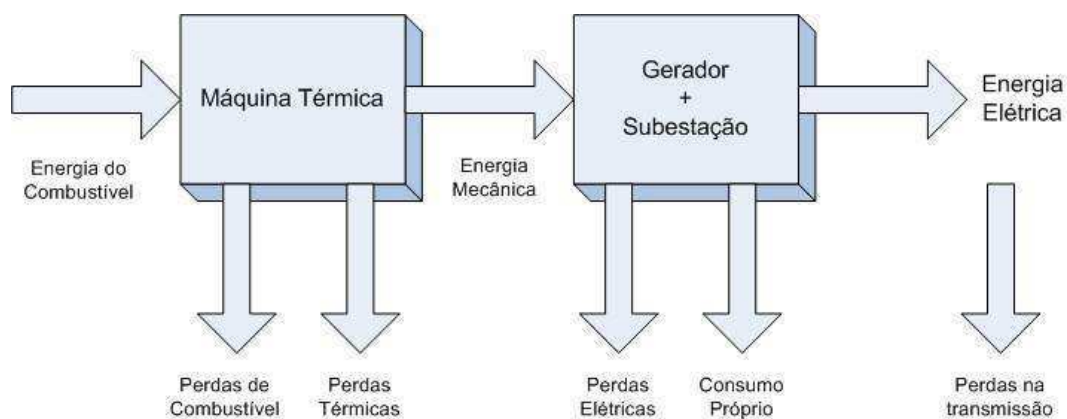 Máquina Térmica
Gerador
+
Subestação
Energia
Elétrica
Energia do
Combustível
Energia
Mecânica
Perdas de
Combustível
Perdas
Térmicas
Perdas
Elétricas
Consumo
Próprio
Perdas na
transmissão